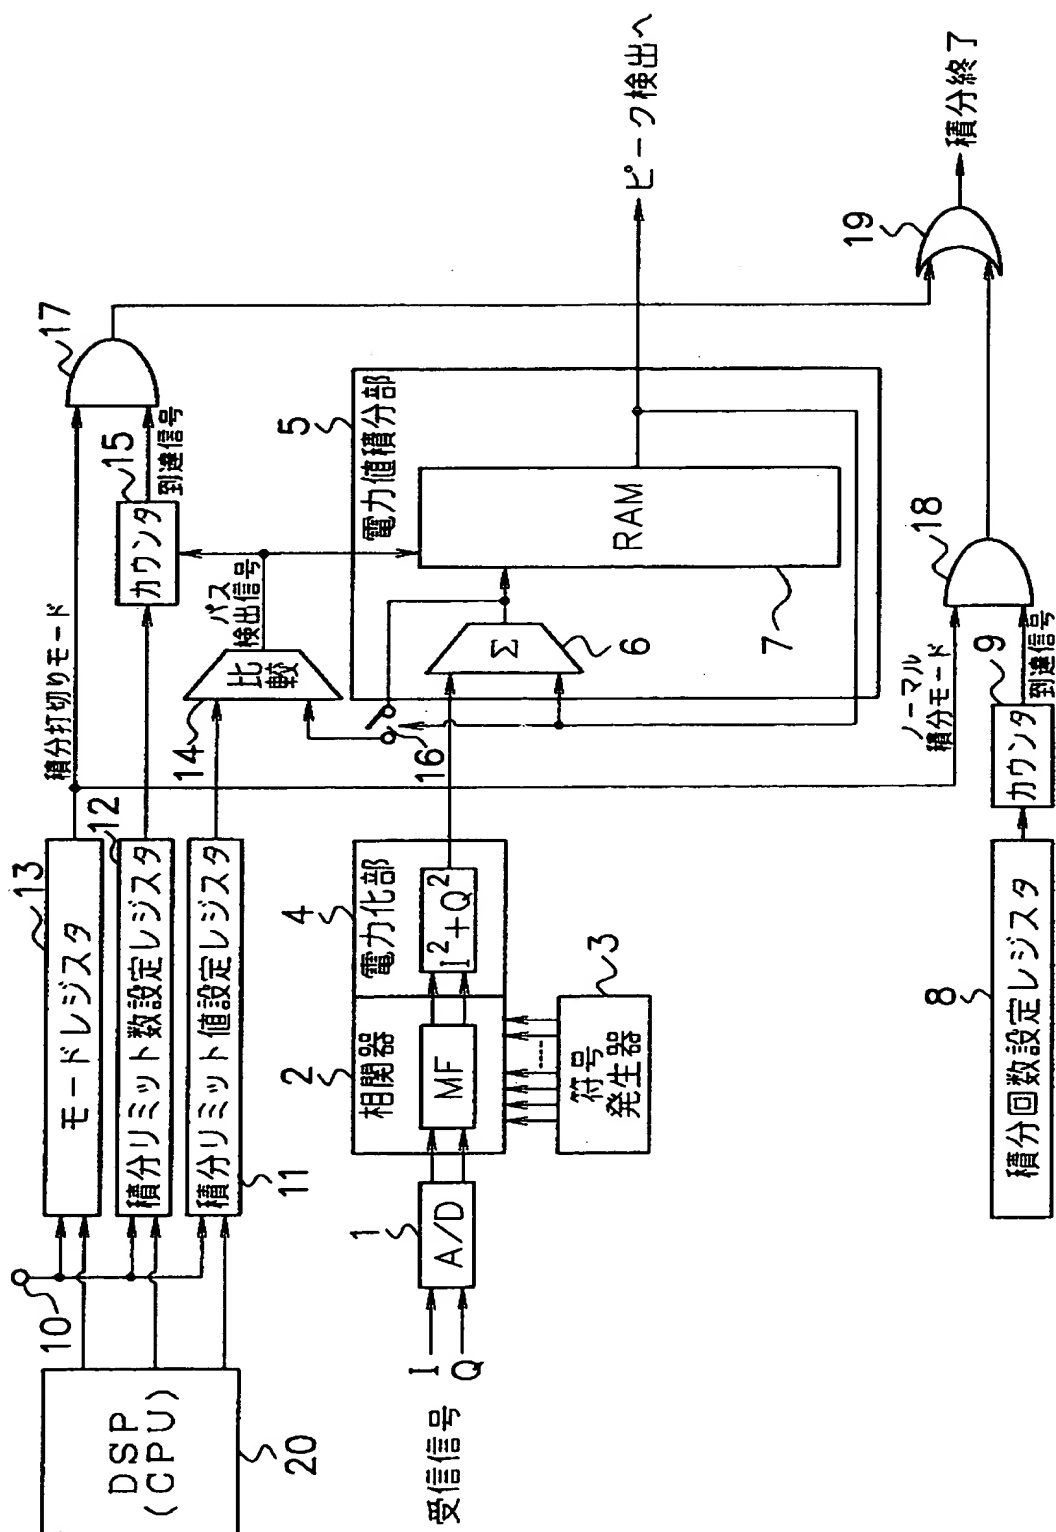 DSP
(CPU)
20
10
モードレジスタ
13
積分リミット数設定レジスタ
12
積分リミット値設定レジスタ
11
積分打切りモード
カウンタ
15
到達信号
17
比較
14
パス
検出信号
16
受信信号
I
Q
A/D
1
相関器
2
MF
電力化部
4
I²+Q²
符号
発生器
3
電力値積分部
5
Σ
6
RAM
7
ピーク検出へ
積分回数設定レジスタ
8
カウンタ
9
到達信号
ノーマル
積分モード
18
19
積分終了